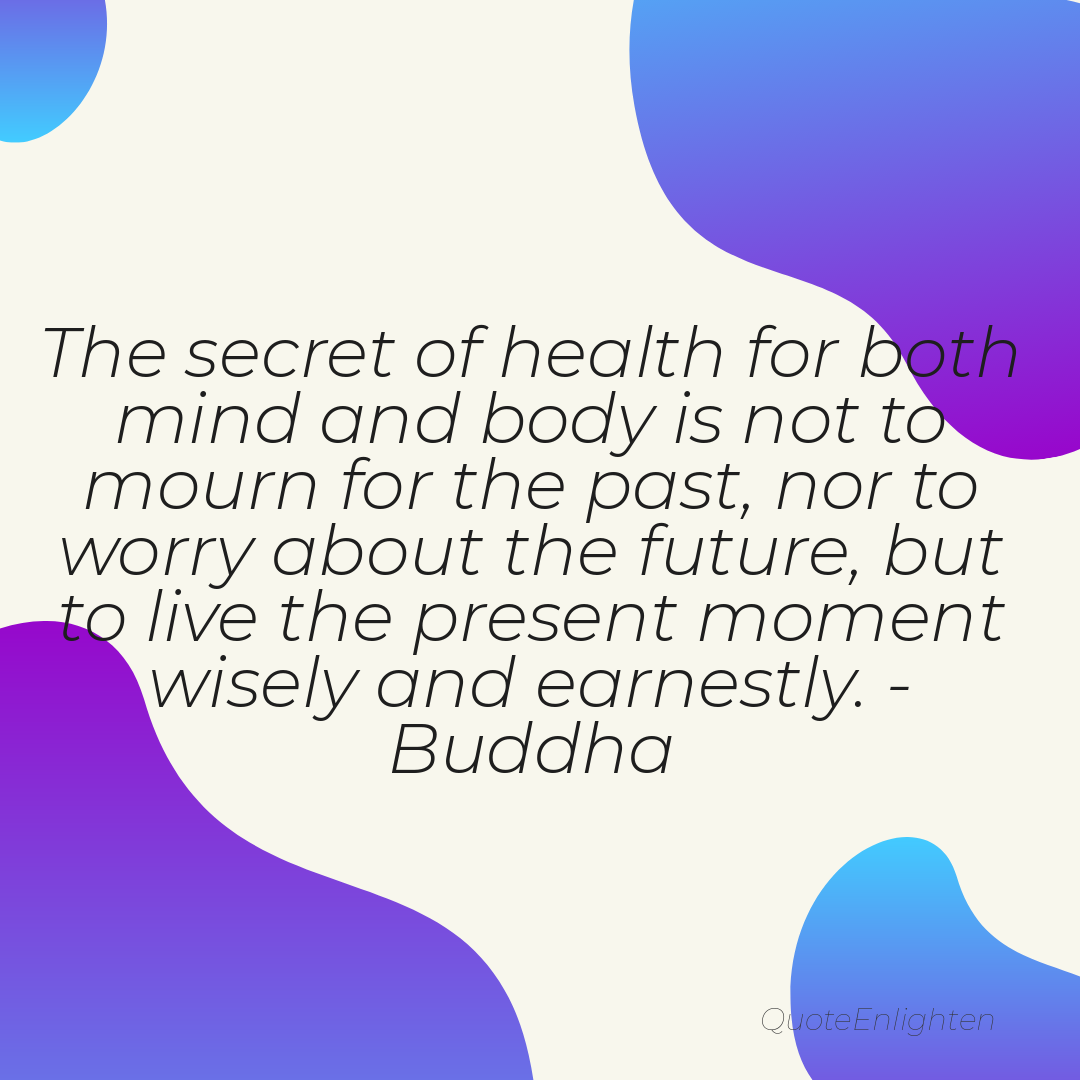 The secret of health for both
mind and body is not to
mourn for the past, nor to
worry about the future, but
to live the present moment
wisely and earnestly. -
Buddha
QuoteEnlighten